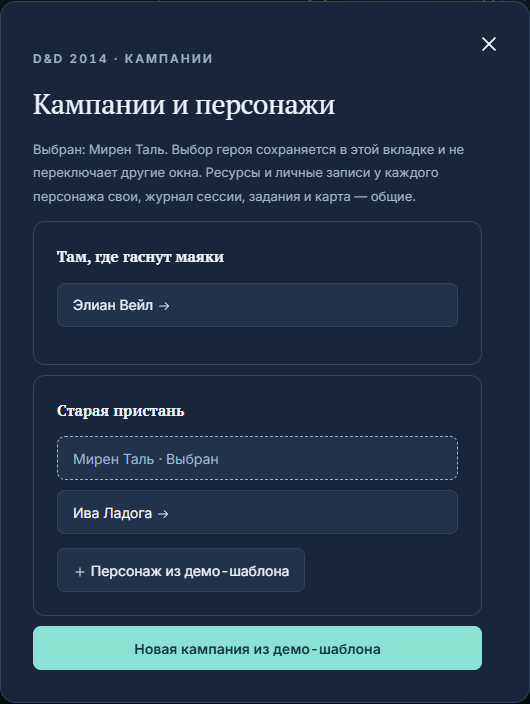 D&D 2014 · КАМПАНИИ
Кампании и персонажи
Выбран: Мирен Таль. Выбор героя сохраняется в этой вкладке и не
переключает другие окна. Ресурсы и личные записи у каждого
персонажа свои, журнал сессии, задания и карта — общие.
Там, где гаснут маяки
Элиан Вейл →
Старая пристань
Мирен Таль · Выбран
Ива Ладога →
+ Персонаж из демо-шаблона
Новая кампания из демо-шаблона